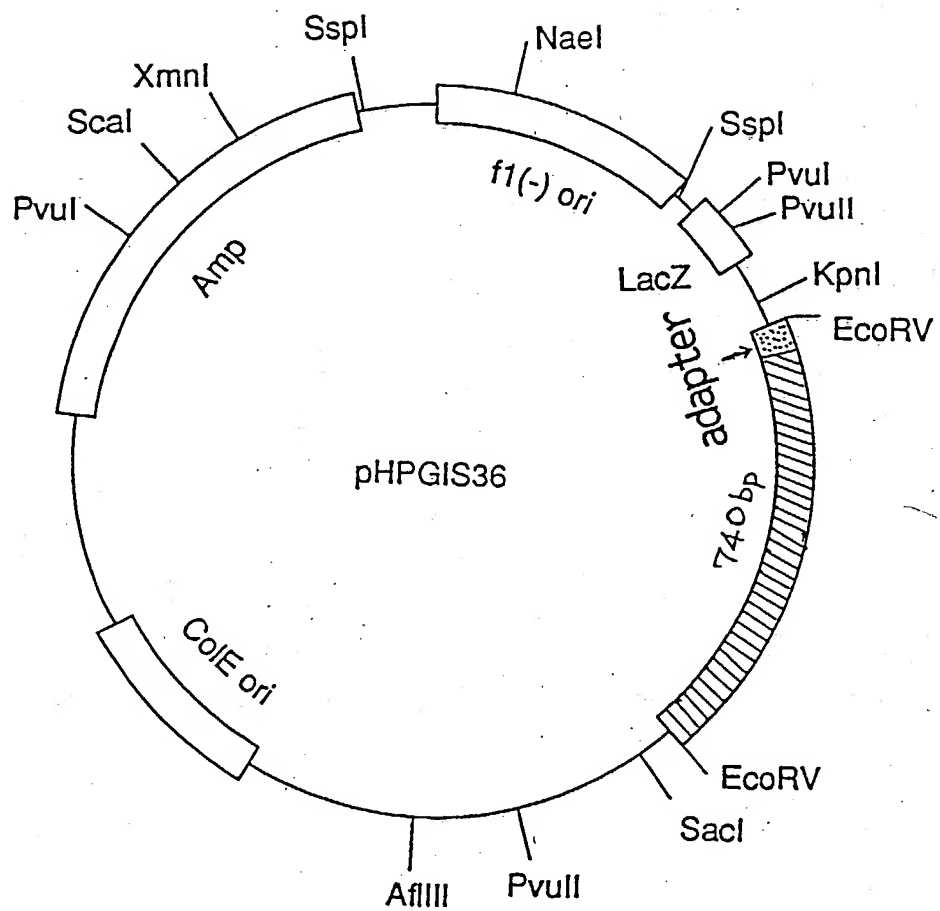 SspI
NaeI
XmnI
ScaI
SspI
PvuI
PvuI
PvuII
f1(-) ori
Amp
LacZ
KpnI
EcoRV
adapter
pHPGIS36
740 bp
ColE ori
EcoRV
SacI
AflIII
PvuII